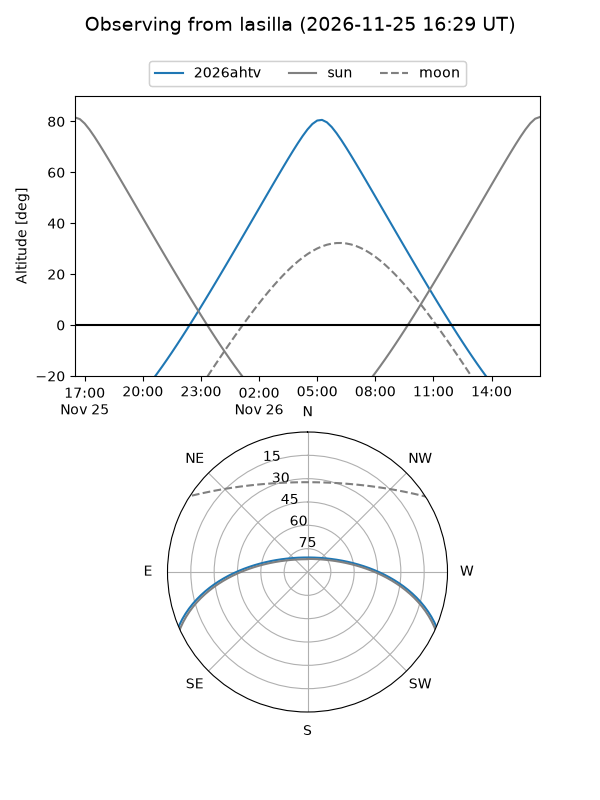 Observing from lasilla (2026-11-25 16:29 UT)
2026ahtv sun moon
Altitude [deg]
80
60
40
20
0
−20
17:00 20:00 23:00 02:00 05:00 08:00 11:00 14:00
Nov 25 Nov 26
N
NE NW
15
30
45
60
75
E W
SE SW
S